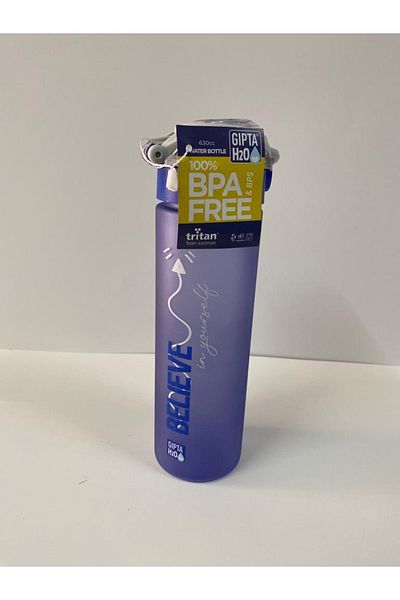 630cc
WATER BOTTLE
GIPTA
H2O
100%
BPA
FREE
& BPS
tritan
from eastman
BELIEVE
in yourself
GIPTA
H2O